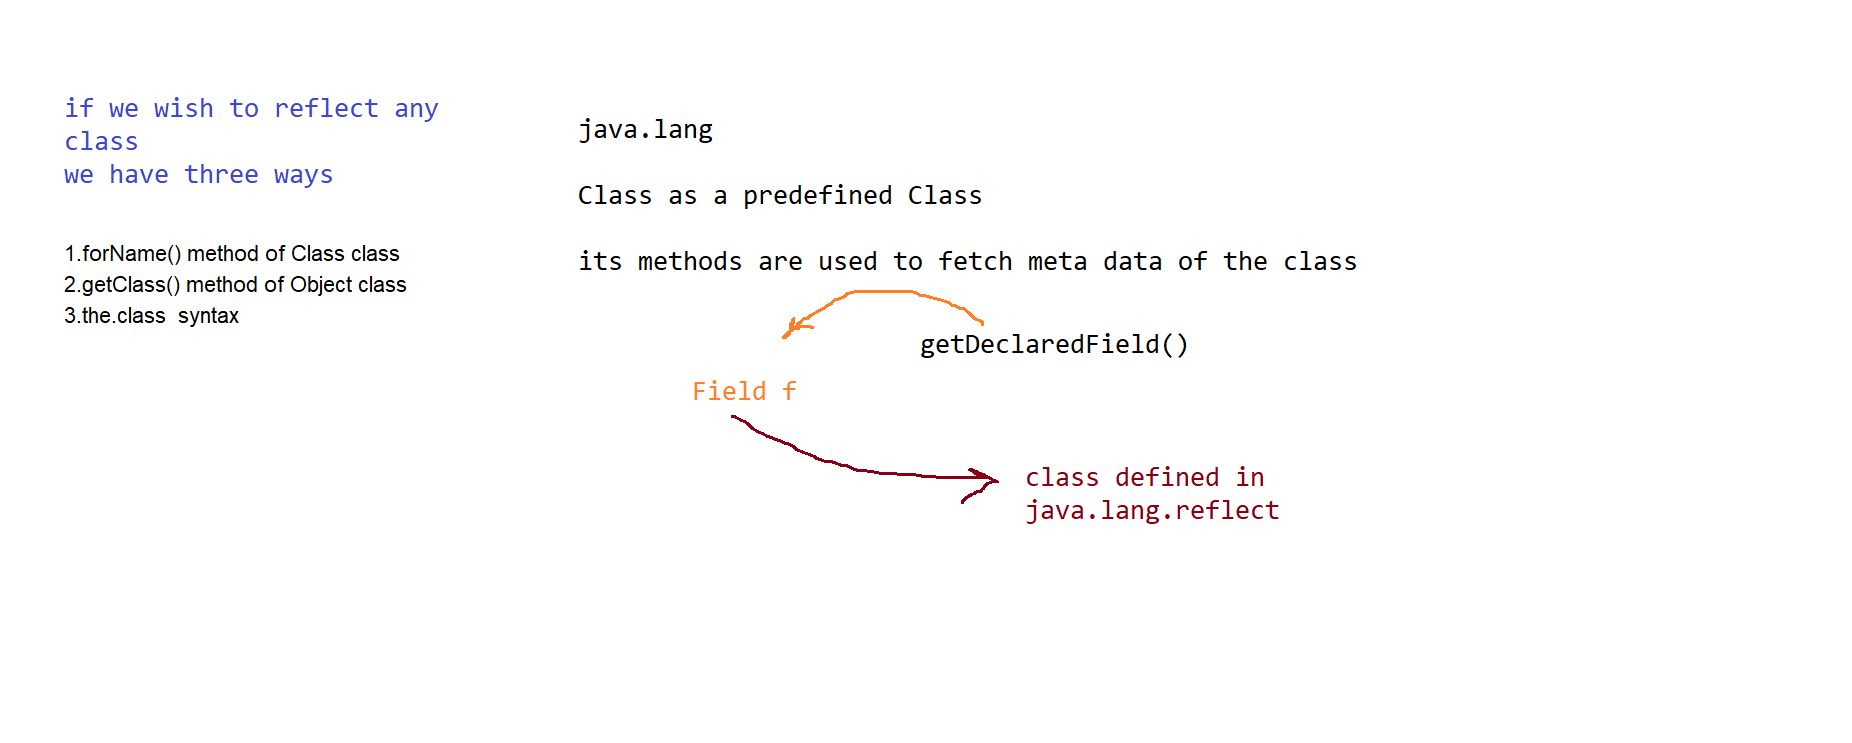 if we wish to reflect any
class
we have three ways
1.forName() method of Class class
2.getClass() method of Object class
3.the.class  syntax
java.lang
Class as a predefined Class
its methods are used to fetch meta data of the class
getDeclaredField()
Field f
class defined in
java.lang.reflect